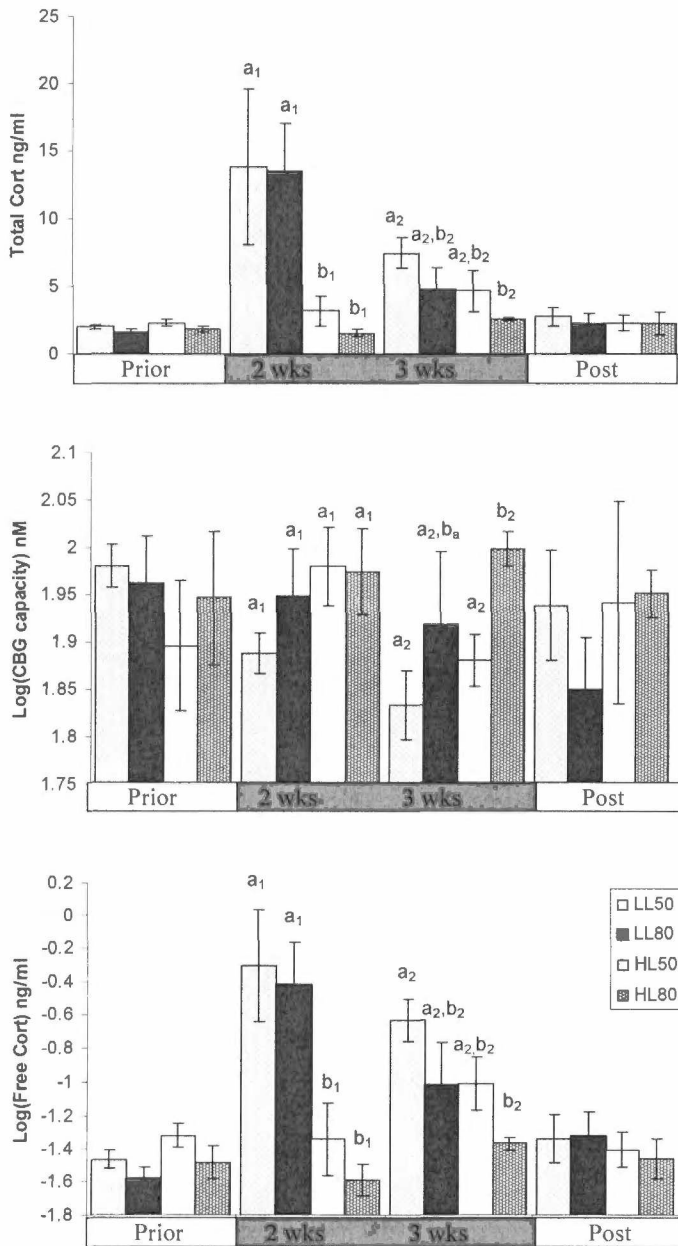 25
20
15
10
5
0
Total Cort ng/ml
a1
a1
b1
b1
a2
a2,b2
a2,b2
b2
Prior
2 wks
3 wks
Post
2.1
2.05
2
1.95
1.9
1.85
1.8
1.75
Log(CBG capacity) nM
a1
a1
a1
a1
a2
a2,ba
a2
b2
Prior
2 wks
3 wks
Post
0.2
0
-0.2
-0.4
-0.6
-0.8
-1
-1.2
-1.4
-1.6
-1.8
Log(Free Cort) ng/ml
a1
a1
b1
b1
a2
a2,b2
a2,b2
b2
LL50
LL80
HL50
HL80
Prior
2 wks
3 wks
Post